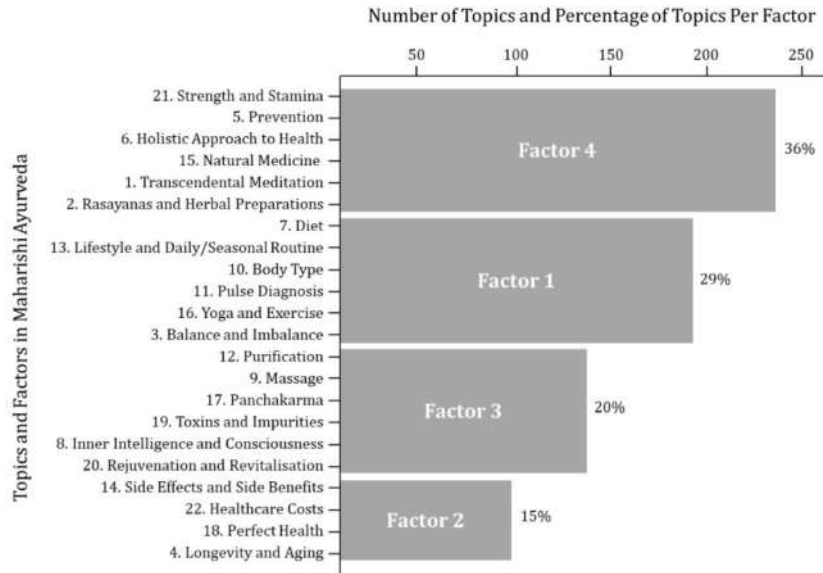 Number of Topics and Percentage of Topics Per Factor
50 100 150 200 250
Topics and Factors in Maharishi Ayurveda
21. Strength and Stamina
5. Prevention
6. Holistic Approach to Health
15. Natural Medicine
1. Transcendental Meditation
2. Rasayanas and Herbal Preparations
Factor 4
36%
7. Diet
13. Lifestyle and Daily/Seasonal Routine
10. Body Type
11. Pulse Diagnosis
16. Yoga and Exercise
3. Balance and Imbalance
Factor 1
29%
12. Purification
9. Massage
17. Panchakarma
19. Toxins and Impurities
8. Inner Intelligence and Consciousness
20. Rejuvenation and Revitalisation
Factor 3
20%
14. Side Effects and Side Benefits
22. Healthcare Costs
18. Perfect Health
4. Longevity and Aging
Factor 2
15%